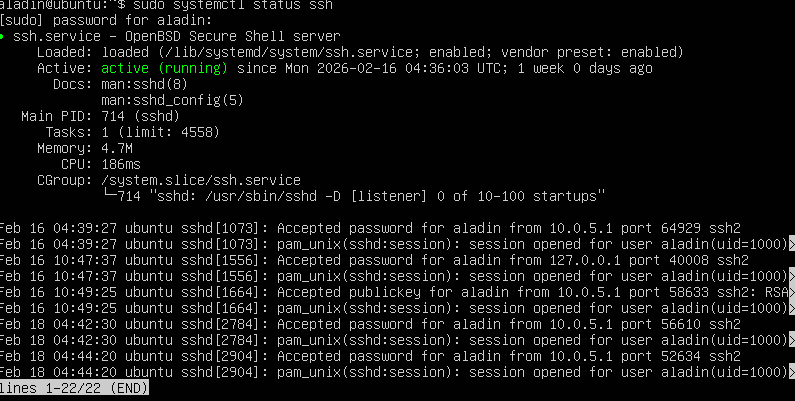 aladin@ubuntu:~$ sudo systemctl status ssh
[sudo] password for aladin:
● ssh.service - OpenBSD Secure Shell server
Loaded: loaded (/lib/systemd/system/ssh.service; enabled; vendor preset: enabled)
Active: active (running) since Mon 2026-02-16 04:36:03 UTC; 1 week 0 days ago
Docs: man:sshd(8)
man:sshd_config(5)
Main PID: 714 (sshd)
Tasks: 1 (limit: 4558)
Memory: 4.7M
CPU: 186ms
CGroup: /system.slice/ssh.service
└─714 "sshd: /usr/sbin/sshd -D [listener] 0 of 10-100 startups"
Feb 16 04:39:27 ubuntu sshd[1073]: Accepted password for aladin from 10.0.5.1 port 64929 ssh2
Feb 16 04:39:27 ubuntu sshd[1073]: pam_unix(sshd:session): session opened for user aladin(uid=1000)>
Feb 16 10:47:37 ubuntu sshd[1556]: Accepted password for aladin from 127.0.0.1 port 40008 ssh2
Feb 16 10:47:37 ubuntu sshd[1556]: pam_unix(sshd:session): session opened for user aladin(uid=1000)>
Feb 16 10:49:25 ubuntu sshd[1664]: Accepted publickey for aladin from 10.0.5.1 port 58633 ssh2: RSA>
Feb 16 10:49:25 ubuntu sshd[1664]: pam_unix(sshd:session): session opened for user aladin(uid=1000)>
Feb 18 04:42:30 ubuntu sshd[2784]: Accepted password for aladin from 10.0.5.1 port 56610 ssh2
Feb 18 04:42:30 ubuntu sshd[2784]: pam_unix(sshd:session): session opened for user aladin(uid=1000)>
Feb 18 04:44:20 ubuntu sshd[2904]: Accepted password for aladin from 10.0.5.1 port 52634 ssh2
Feb 18 04:44:20 ubuntu sshd[2904]: pam_unix(sshd:session): session opened for user aladin(uid=1000)>
lines 1-22/22 (END)